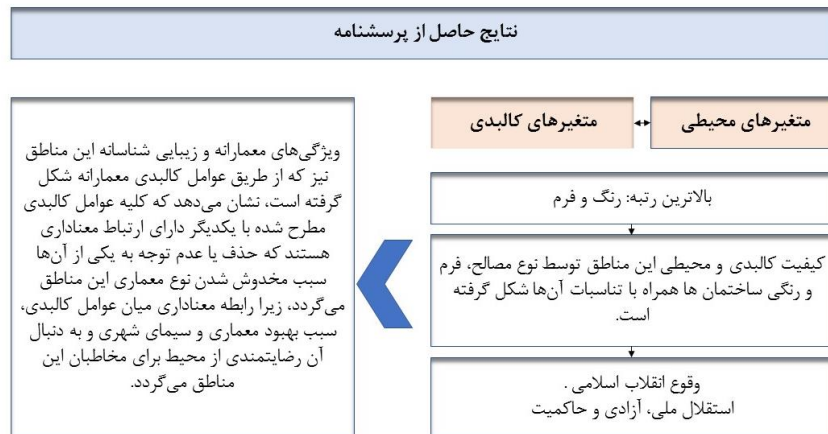 نتایج حاصل از پرسشنامه
متغیرهای محیطی
متغیرهای کالبدی
بالاترین رتبه: رنگ و فرم
کیفیت کالبدی و محیطی این مناطق توسط نوع مصالح، فرم
و رنگی ساختمان ها همراه با تناسبات آن‌ها شکل گرفته
است.
وقوع انقلاب اسلامی .
استقلال ملی، آزادی و حاکمیت
ویژگی‌های معمارانه و زیبایی شناسانه این مناطق
نیز که از طریق عوامل کالبدی معمارانه شکل
گرفته است، نشان می‌دهد که کلیه عوامل کالبدی
مطرح شده با یکدیگر دارای ارتباط معناداری
هستند که حذف یا عدم توجه به یکی از آن‌ها
سبب مخدوش شدن نوع معماری این مناطق
می‌گردد، زیرا رابطه معناداری میان عوامل کالبدی،
سبب بهبود معماری و سیمای شهری و به دنبال
آن رضایتمندی از محیط برای مخاطبان این
مناطق می‌گردد.